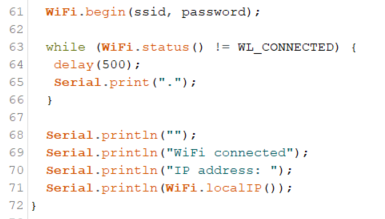 61 WiFi.begin(ssid, password);
62
63 while (WiFi.status() != WL_CONNECTED) {
64 delay(500);
65 Serial.print(".");
66 }
67
68 Serial.println("");
69 Serial.println("WiFi connected");
70 Serial.println("IP address: ");
71 Serial.println(WiFi.localIP());
72 }